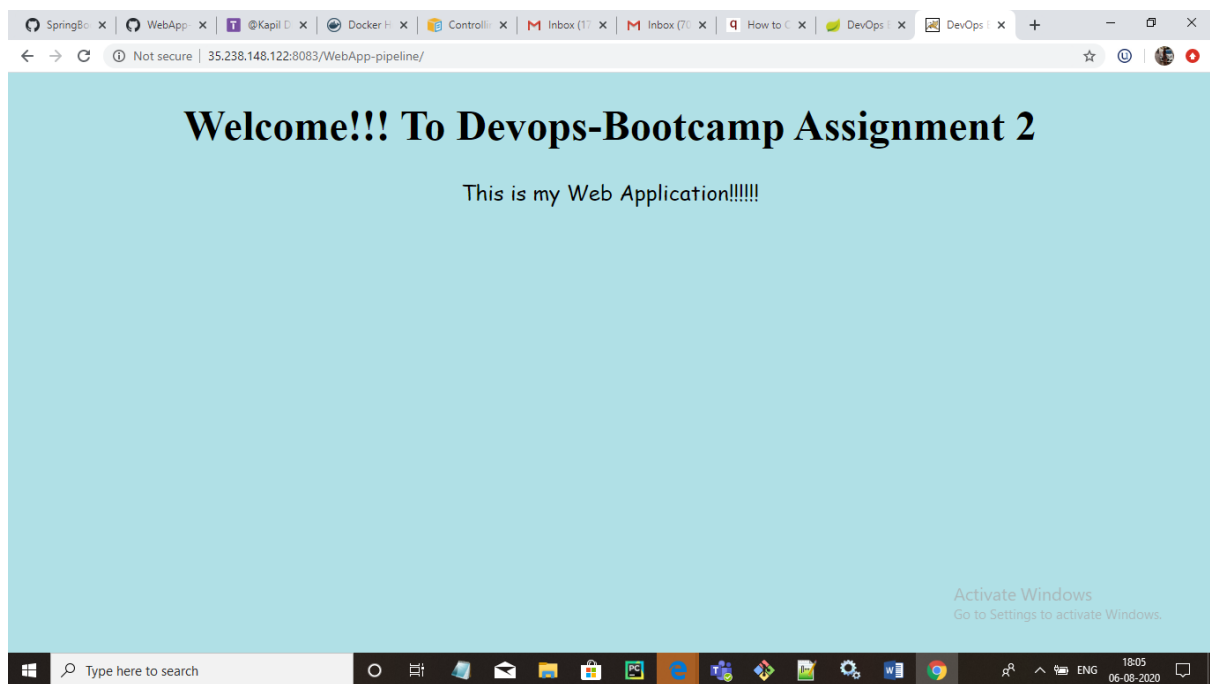 SpringBo
WebApp-
@Kapil D
Docker H
Controllin
Inbox (17
Inbox (70
How to C
DevOps B
DevOps B
Not secure | 35.238.148.122:8083/WebApp-pipeline/
Welcome!!! To Devops-Bootcamp Assignment 2
This is my Web Application!!!!!!
Activate Windows
Go to Settings to activate Windows.
Type here to search
ENG
18:05
06-08-2020